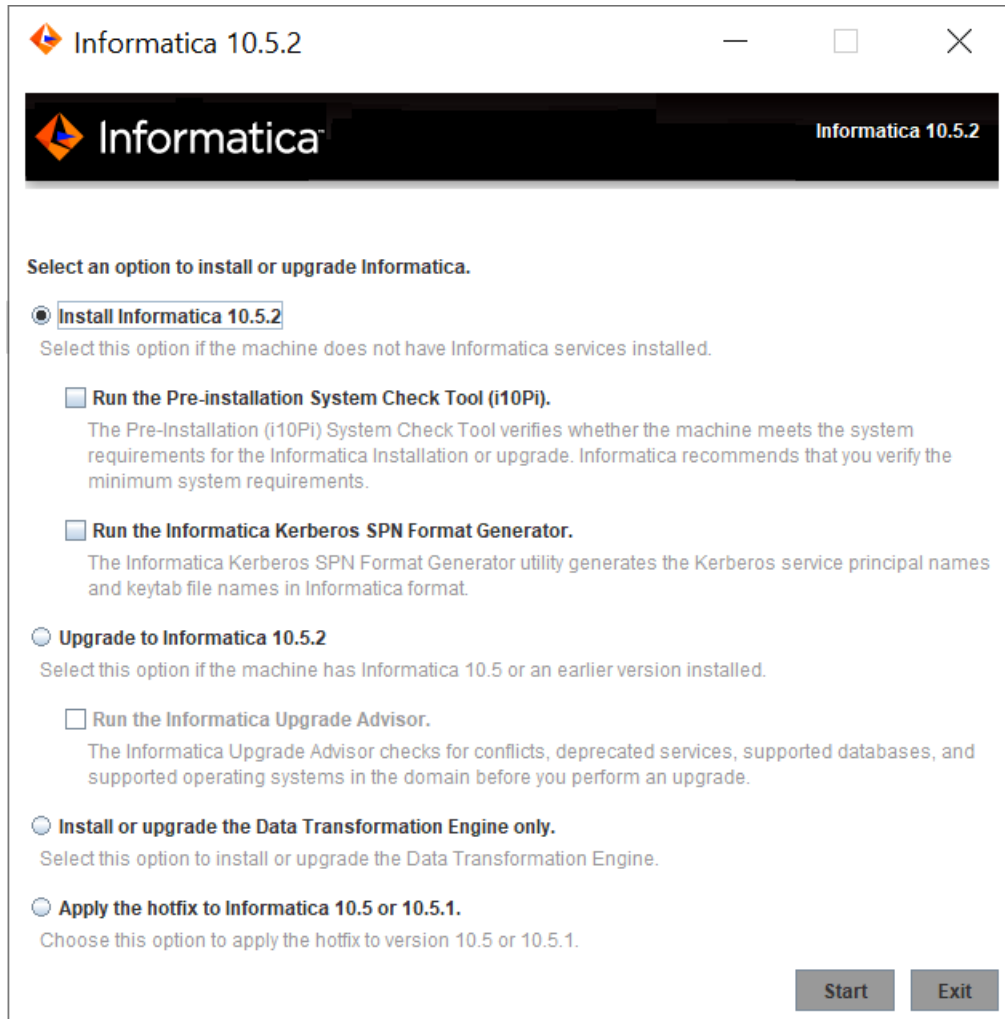 Informatica 10.5.2
Informatica
Informatica 10.5.2
Select an option to install or upgrade Informatica.
Install Informatica 10.5.2
Select this option if the machine does not have Informatica services installed.
Run the Pre-installation System Check Tool (i10Pi).
The Pre-Installation (i10Pi) System Check Tool verifies whether the machine meets the system
requirements for the Informatica Installation or upgrade. Informatica recommends that you verify the
minimum system requirements.
Run the Informatica Kerberos SPN Format Generator.
The Informatica Kerberos SPN Format Generator utility generates the Kerberos service principal names
and keytab file names in Informatica format.
Upgrade to Informatica 10.5.2
Select this option if the machine has Informatica 10.5 or an earlier version installed.
Run the Informatica Upgrade Advisor.
The Informatica Upgrade Advisor checks for conflicts, deprecated services, supported databases, and
supported operating systems in the domain before you perform an upgrade.
Install or upgrade the Data Transformation Engine only.
Select this option to install or upgrade the Data Transformation Engine.
Apply the hotfix to Informatica 10.5 or 10.5.1.
Choose this option to apply the hotfix to version 10.5 or 10.5.1.
Start Exit